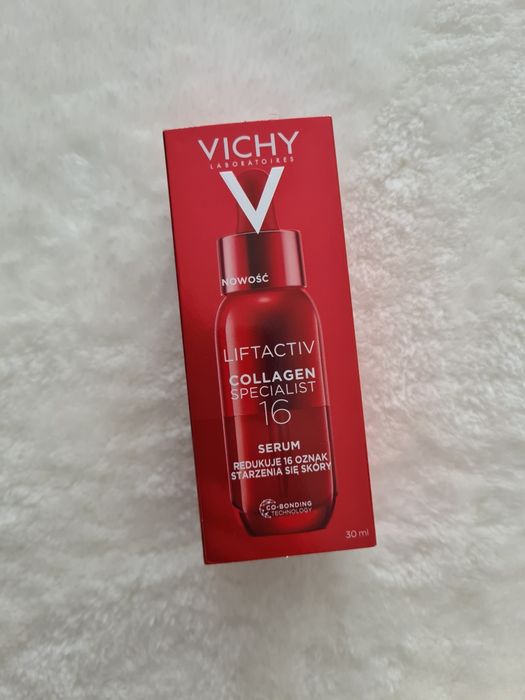 VICHY
LABORATOIRES
V
NOWOŚĆ
LIFTACTIV
COLLAGEN
SPECIALIST
16
SERUM
REDUKUJE 16 OZNAK
STARZENIA SIĘ SKÓRY
CO-BONDING
TECHNOLOGY
30 ml